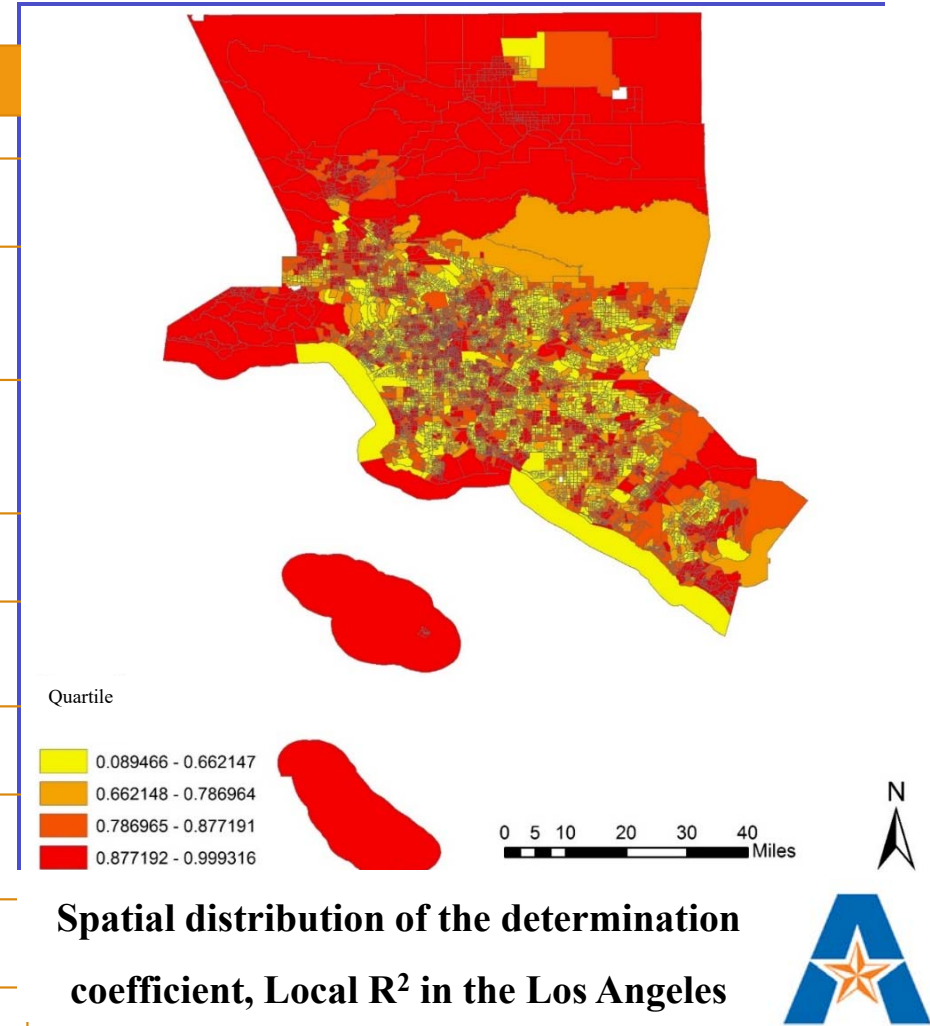 Quartile
0.089466 - 0.662147
0.662148 - 0.786964
0.786965 - 0.877191
0.877192 - 0.999316
0 5 10 20 30 40
Miles
N
Spatial distribution of the determination
coefficient, Local R² in the Los Angeles